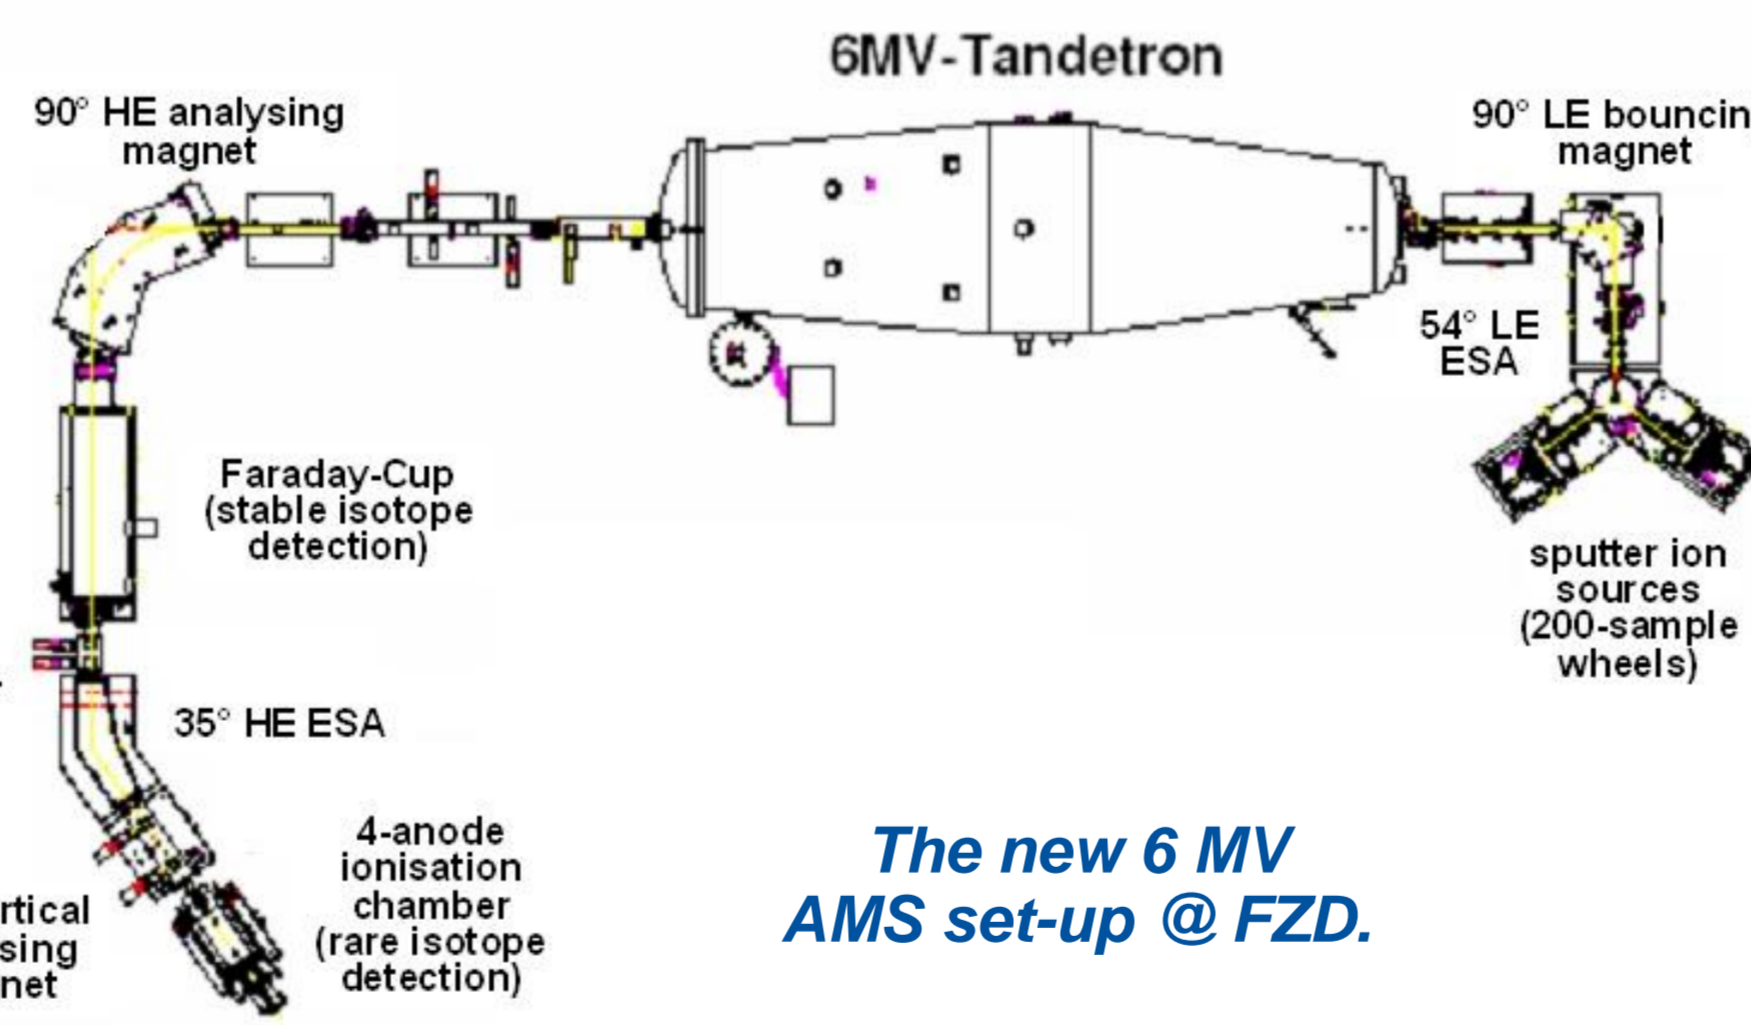 6MV-Tandetron
90° HE analysing
magnet
90° LE bouncin
magnet
54° LE
ESA
Faraday-Cup
(stable isotope
detection)
sputter ion
sources
(200-sample
wheels)
35° HE ESA
4-anode
ionisation
chamber
(rare isotope
detection)
rtical
sing
net
The new 6 MV
AMS set-up @ FZD.